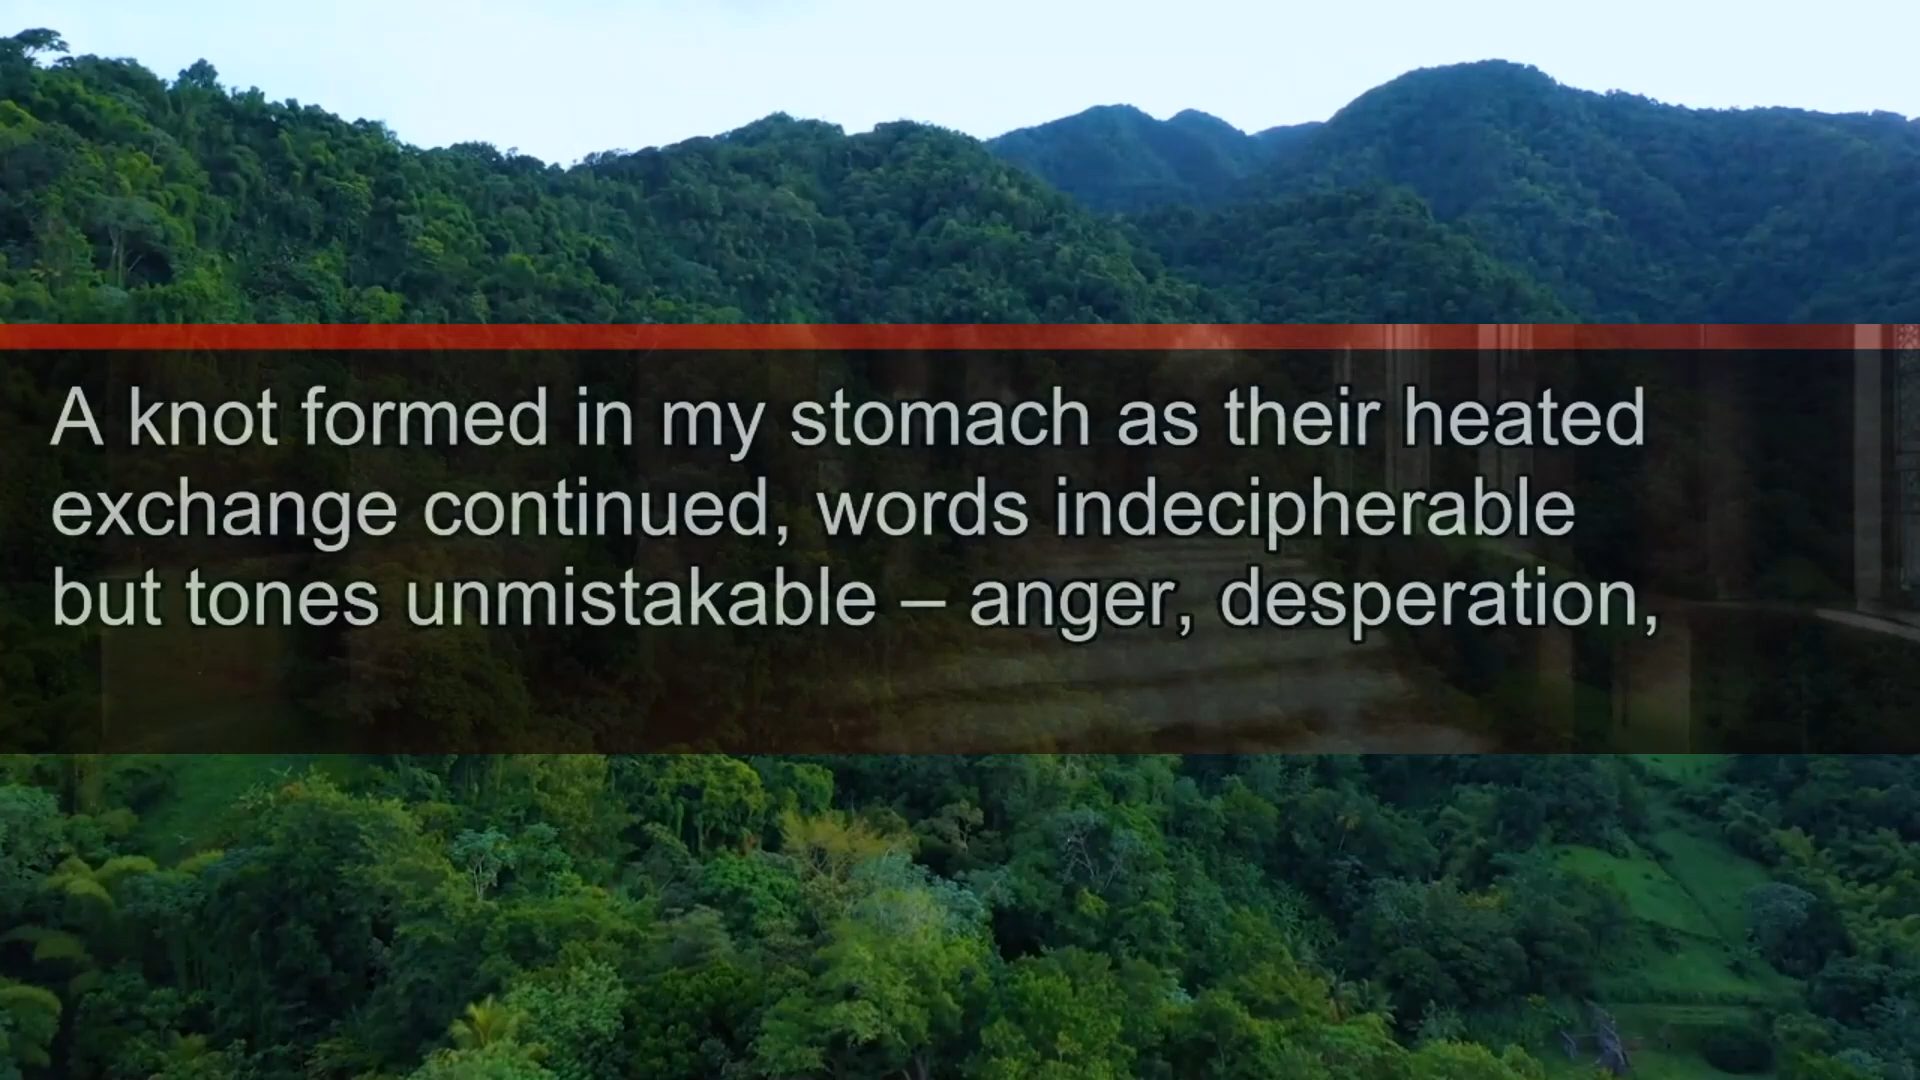 A knot formed in my stomach as their heated
exchange continued, words indecipherable
but tones unmistakable – anger, desperation,